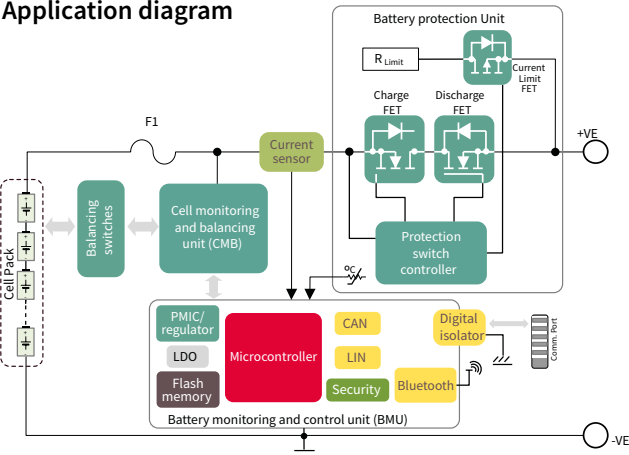 Application diagram
Battery protection Unit
R Limit
Current
Limit
FET
Charge
FET
Discharge
FET
F1
+VE
Current
sensor
Cell Pack
Balancing
switches
Cell monitoring
and balancing
unit (CMB)
Protection
switch
controller
ºC
PMIC/
regulator
LDO
Flash
memory
Microcontroller
CAN
LIN
Security
Digital
isolator
Bluetooth
Comm. Port
Battery monitoring and control unit (BMU)
-VE